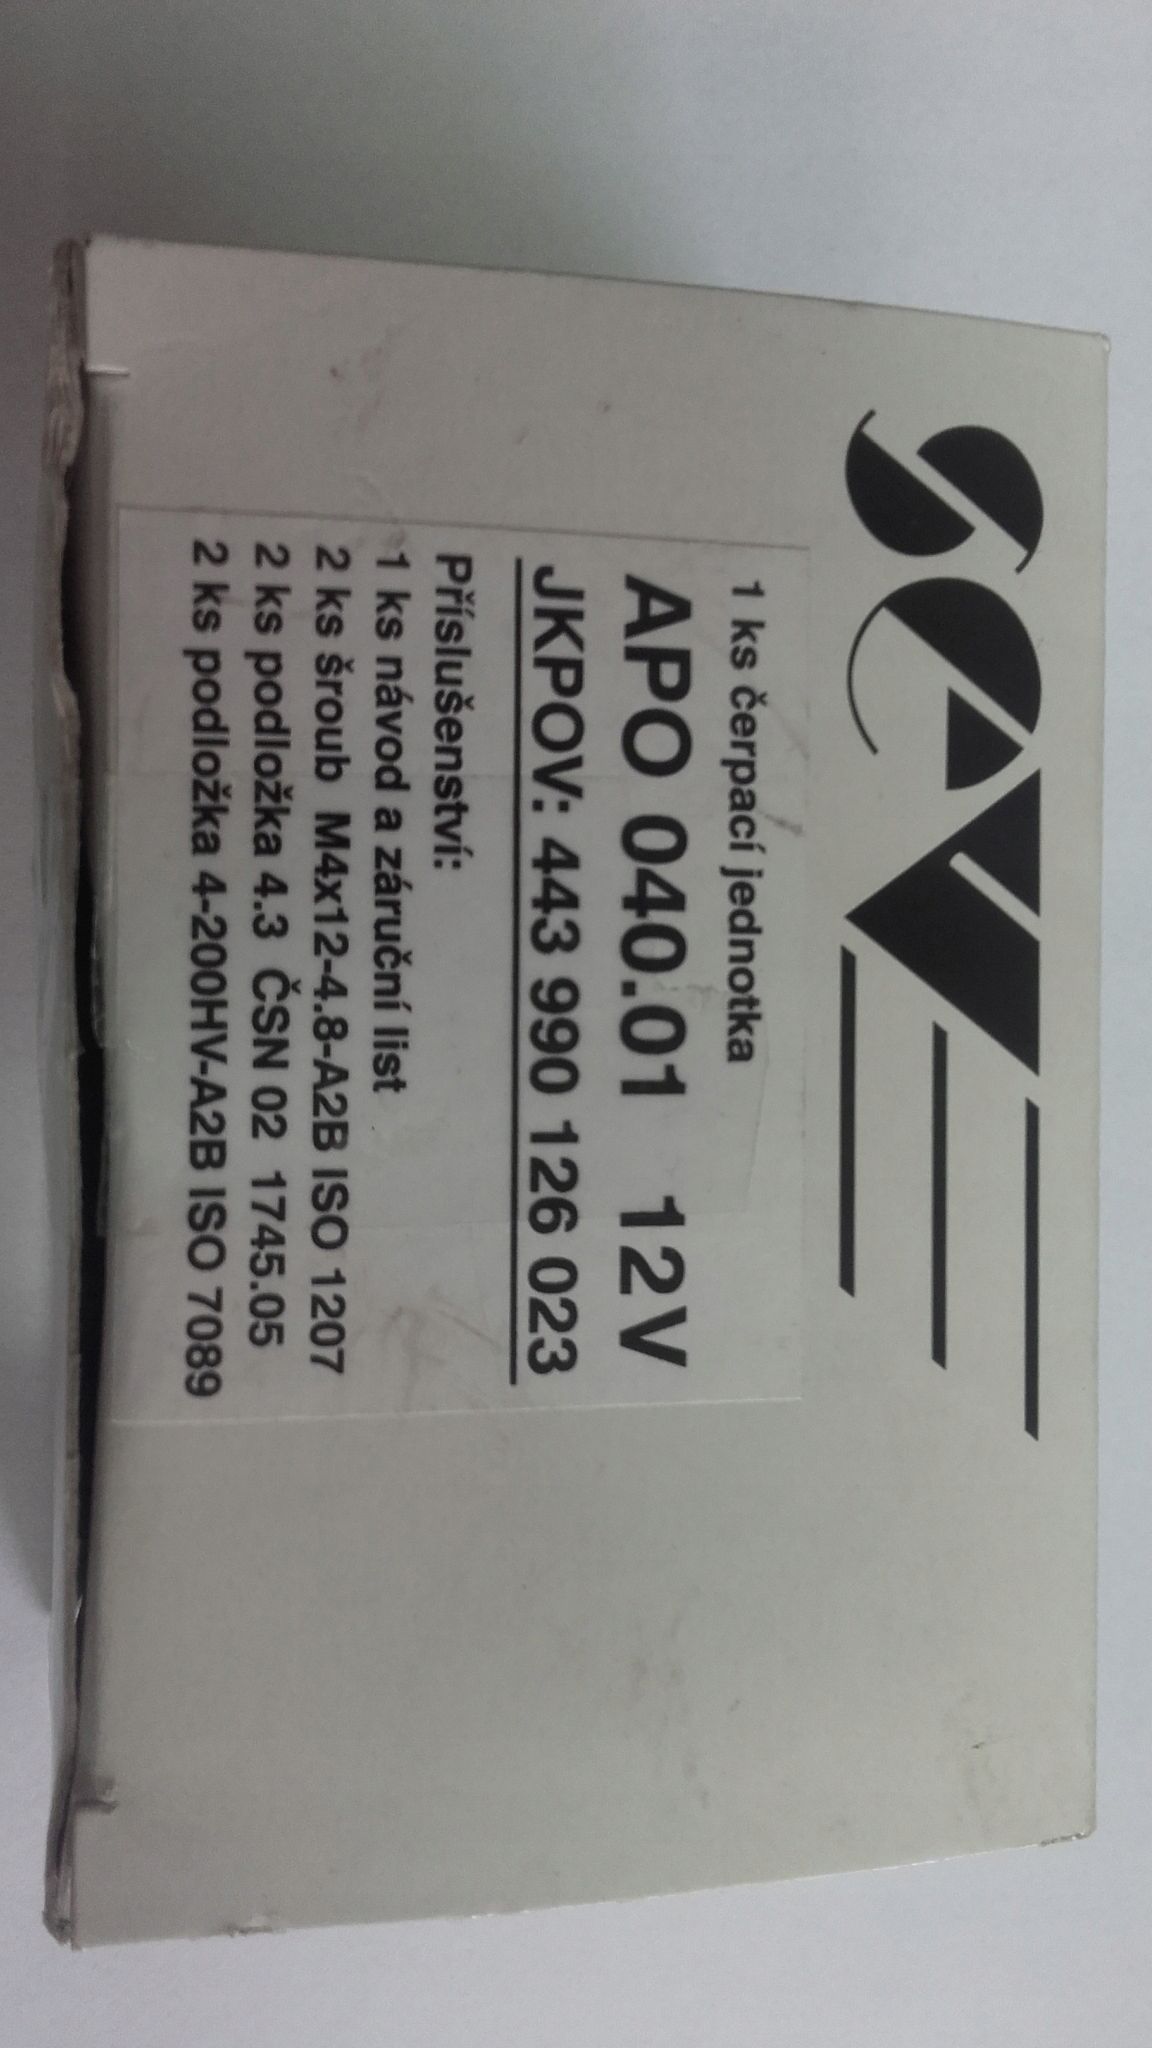 SAV
1 ks čerpací jednotka
APO 040.01 12V
JKPOV: 443 990 126 023
Příslušenství:
1 ks návod a záruční list
2 ks šroub M4x12-4.8-A2B ISO 1207
2 ks podložka 4.3 ČSN 02 1745.05
2 ks podložka 4-200HV-A2B ISO 7089